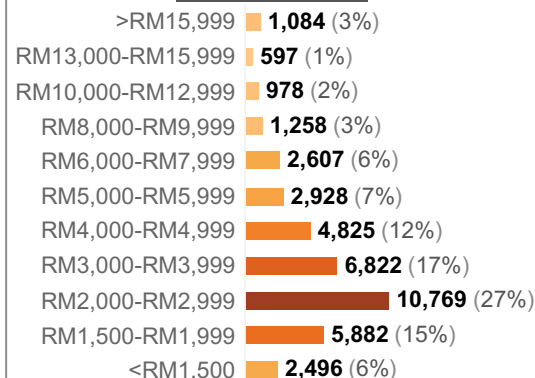 >RM15,999 1,084 (3%)
RM13,000-RM15,999 597 (1%)
RM10,000-RM12,999 978 (2%)
RM8,000-RM9,999 1,258 (3%)
RM6,000-RM7,999 2,607 (6%)
RM5,000-RM5,999 2,928 (7%)
RM4,000-RM4,999 4,825 (12%)
RM3,000-RM3,999 6,822 (17%)
RM2,000-RM2,999 10,769 (27%)
RM1,500-RM1,999 5,882 (15%)
<RM1,500 2,496 (6%)